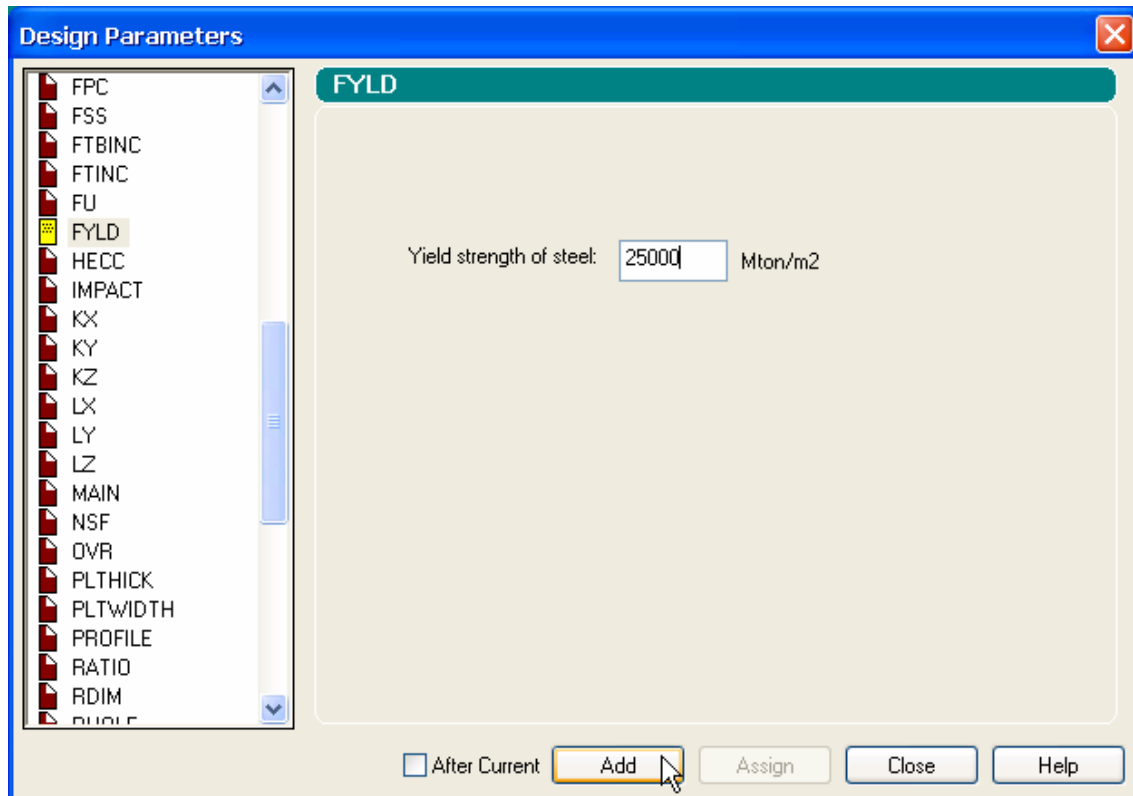 Design Parameters
FPC
FSS
FTBINC
FTINC
FU
FYLD
HECC
IMPACT
KX
KY
KZ
LX
LY
LZ
MAIN
NSF
OVR
PLTHICK
PLTWIDTH
PROFILE
RATIO
RDIM
FYLD
Yield strength of steel: 25000 Mton/m2
After Current Add Assign Close Help